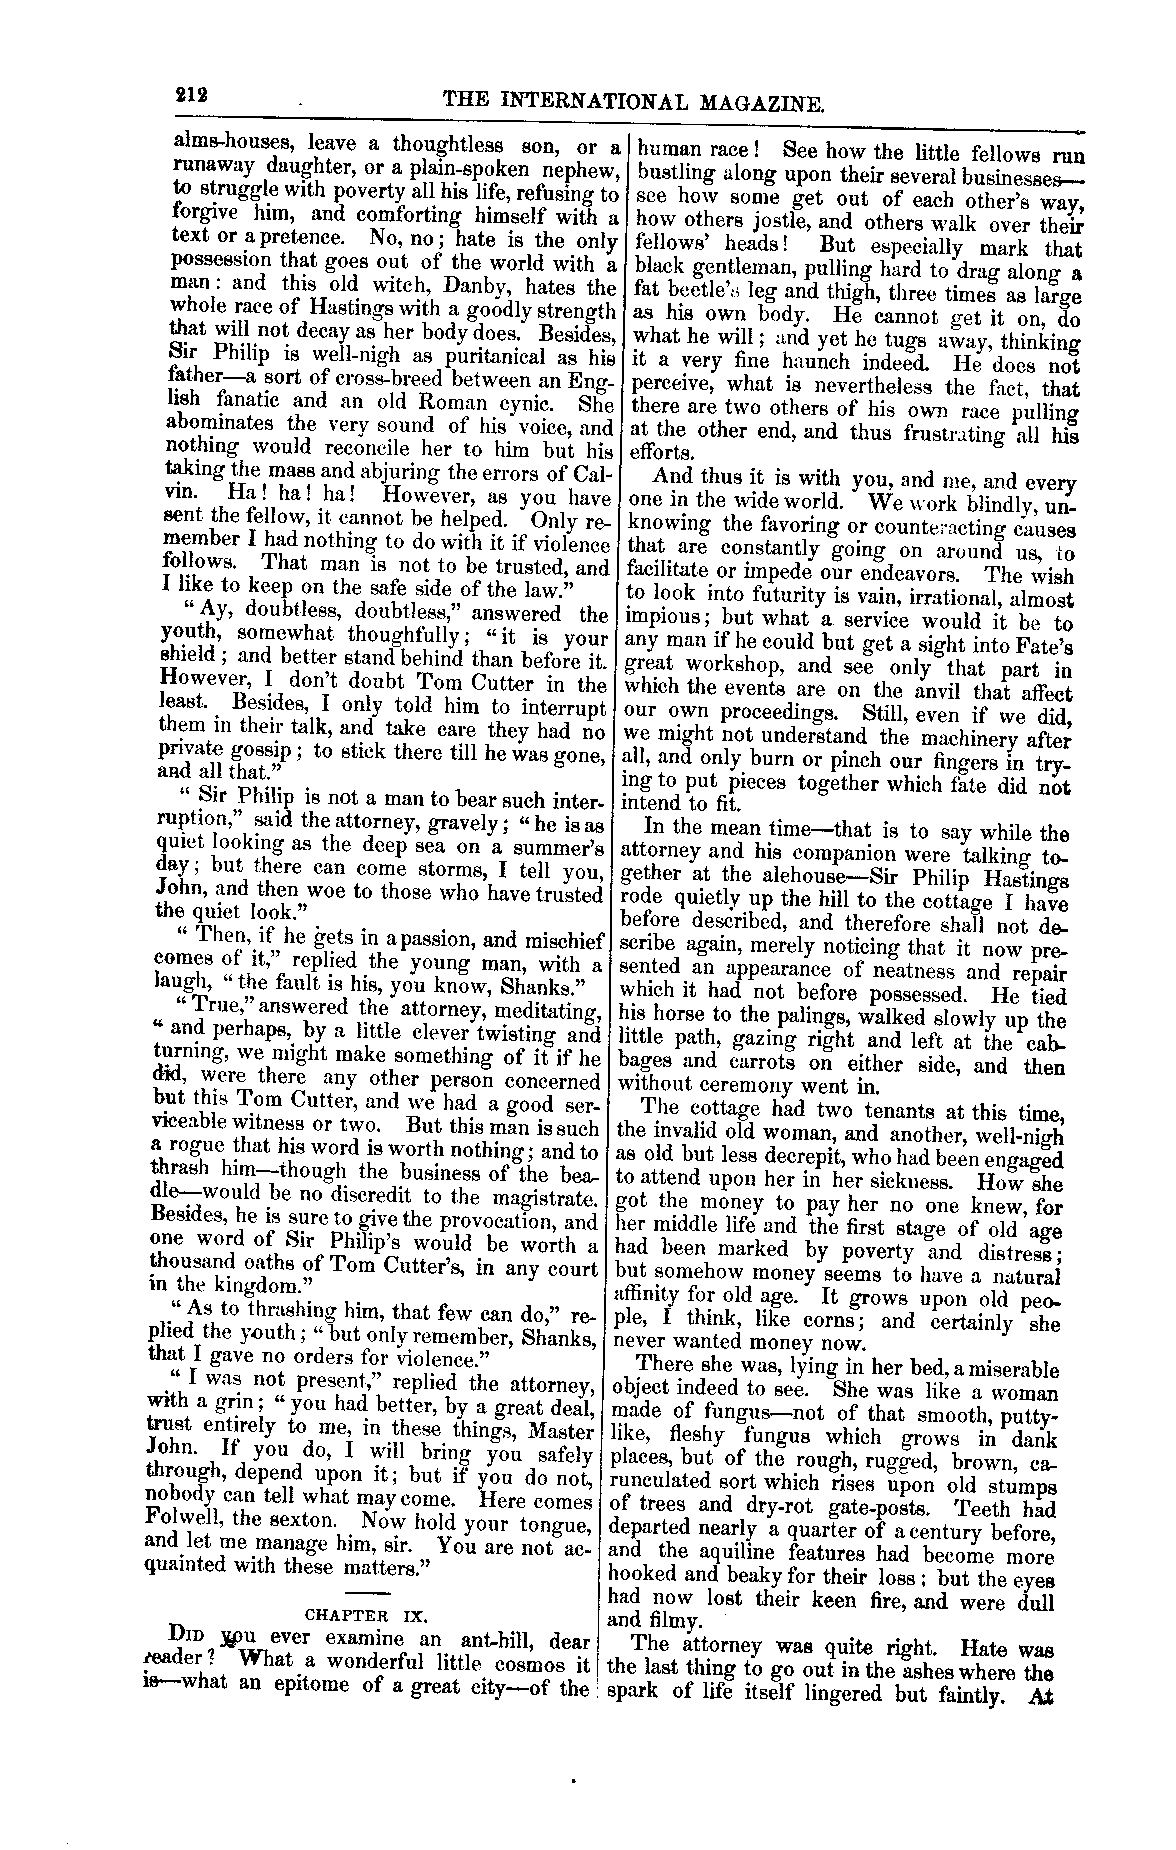 212
THE INTERNATIONAL MAGAZINE.
alms-houses, leave a thoughtless son, or a
runaway daughter, or a plain-spoken nephew,
to struggle with poverty all his life, refusing to
forgive him, and comforting himself with a
text or a pretence. No, no; hate is the only
possession that goes out of the world with a
man: and this old witch, Danby, hates the
whole race of Hastings with a goodly strength
that will not decay as her body does. Besides,
Sir Philip is well-nigh as puritanical as his
father—a sort of cross-breed between an Eng-
lish fanatic and an old Roman cynic. She
abominates the very sound of his voice, and
nothing would reconcile her to him but his
taking the mass and abjuring the errors of Cal-
vin. Ha! ha! ha! However, as you have
sent the fellow, it cannot be helped. Only re-
member I had nothing to do with it if violence
follows. That man is not to be trusted, and
I like to keep on the safe side of the law."
"Ay, doubtless, doubtless," answered the
youth, somewhat thoughtfully; "it is your
shield; and better stand behind than before it.
However, I don't doubt Tom Cutter in the
least. Besides, I only told him to interrupt
them in their talk, and take care they had no
private gossip; to stick there till he was gone,
and all that."
"Sir Philip is not a man to bear such inter-
ruption," said the attorney, gravely; "he is as
quiet looking as the deep sea on a summer's
day; but there can come storms, I tell you,
John, and then woe to those who have trusted
the quiet look."
"Then, if he gets in a passion, and mischief
comes of it," replied the young man, with a
laugh, "the fault is his, you know, Shanks."
"True," answered the attorney, meditating,
"and perhaps, by a little clever twisting and
turning, we might make something of it if he
did, were there any other person concerned
but this Tom Cutter, and we had a good ser-
viceable witness or two. But this man is such
a rogue that his word is worth nothing; and to
thrash him—though the business of the bea-
dle—would be no discredit to the magistrate.
Besides, he is sure to give the provocation, and
one word of Sir Philip's would be worth a
thousand oaths of Tom Cutter's, in any court
in the kingdom."
"As to thrashing him, that few can do," re-
plied the youth; "but only remember, Shanks,
that I gave no orders for violence."
"I was not present," replied the attorney,
with a grin; "you had better, by a great deal,
trust entirely to me, in these things, Master
John. If you do, I will bring you safely
through, depend upon it; but if you do not,
nobody can tell what may come. Here comes
Folwell, the sexton. Now hold your tongue,
and let me manage him, sir. You are not ac-
quainted with these matters."
CHAPTER IX.
DID you ever examine an ant-hill, dear
reader? What a wonderful little cosmos it
is—what an epitome of a great city—of the
human race! See how the little fellows run
bustling along upon their several businesses—
see how some get out of each other's way,
how others jostle, and others walk over their
fellows' heads! But especially mark that
black gentleman, pulling hard to drag along a
fat beetle's leg and thigh, three times as large
as his own body. He cannot get it on, do
what he will; and yet he tugs away, thinking
it a very fine haunch indeed. He does not
perceive, what is nevertheless the fact, that
there are two others of his own race pulling
at the other end, and thus frustrating all his
efforts.
And thus it is with you, and me, and every
one in the wide world. We work blindly, un-
knowing the favoring or counteracting causes
that are constantly going on around us, to
facilitate or impede our endeavors. The wish
to look into futurity is vain, irrational, almost
impious; but what a service would it be to
any man if he could but get a sight into Fate's
great workshop, and see only that part in
which the events are on the anvil that affect
our own proceedings. Still, even if we did,
we might not understand the machinery after
all, and only burn or pinch our fingers in try-
ing to put pieces together which fate did not
intend to fit.
In the mean time—that is to say while the
attorney and his companion were talking to-
gether at the alehouse—Sir Philip Hastings
rode quietly up the hill to the cottage I have
before described, and therefore shall not de-
scribe again, merely noticing that it now pre-
sented an appearance of neatness and repair
which it had not before possessed. He tied
his horse to the palings, walked slowly up the
little path, gazing right and left at the cab-
bages and carrots on either side, and then
without ceremony went in.
The cottage had two tenants at this time,
the invalid old woman, and another, well-nigh
as old but less decrepit, who had been engaged
to attend upon her in her sickness. How she
got the money to pay her no one knew, for
her middle life and the first stage of old age
had been marked by poverty and distress;
but somehow money seems to have a natural
affinity for old age. It grows upon old peo-
ple, I think, like corns; and certainly she
never wanted money now.
There she was, lying in her bed, a miserable
object indeed to see. She was like a woman
made of fungus—not of that smooth, putty-
like, fleshy fungus which grows in dank
places, but of the rough, rugged, brown, ca-
runculated sort which rises upon old stumps
of trees and dry-rot gate-posts. Teeth had
departed nearly a quarter of a century before,
and the aquiline features had become more
hooked and beaky for their loss; but the eyes
had now lost their keen fire, and were dull
and filmy.
The attorney was quite right. Hate was
the last thing to go out in the ashes where the
spark of life itself lingered but faintly. At